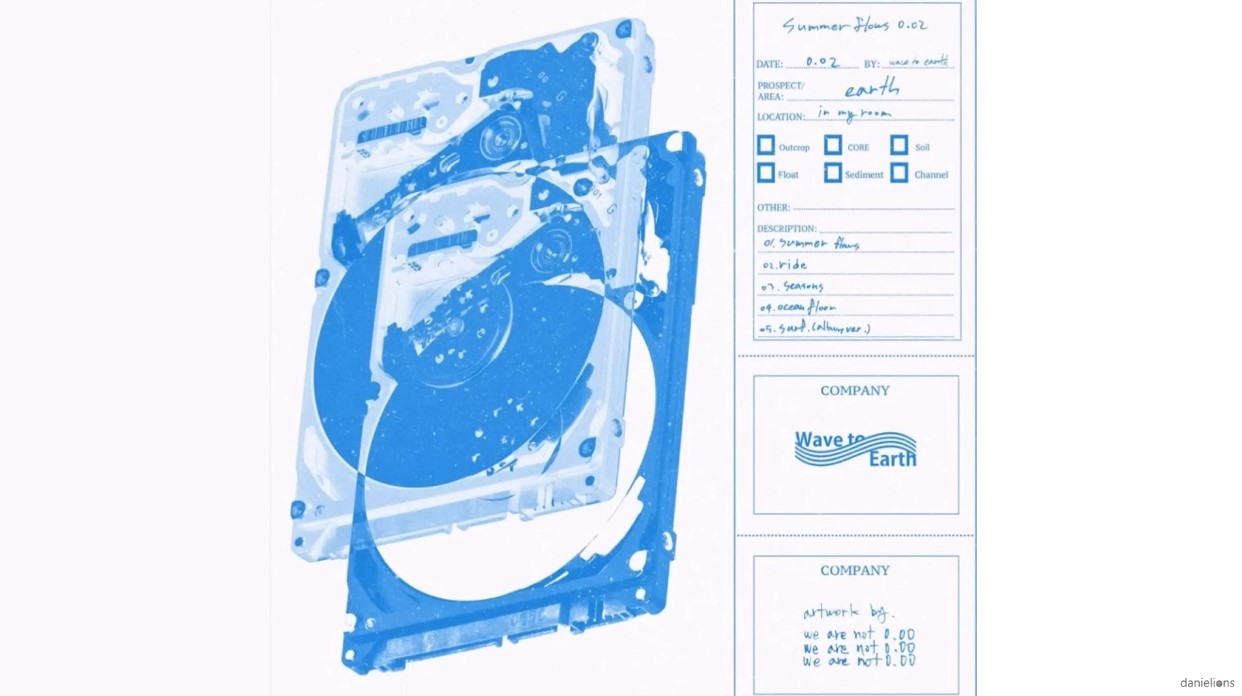 Summer flows 0.02
DATE: 0.02 BY: wave to earth
PROSPECT/
AREA: earth
LOCATION: in my room
Outcrop CORE Soil
Float Sediment Channel
OTHER:
DESCRIPTION:
01. Summer flows
02. ride
03. Seasons
04. ocean floor
05. surf. (Album ver.)
COMPANY
Wave to
Earth
COMPANY
artwork by.
we are not 0.00
we are not 0.00
we are not 0.00
danielions